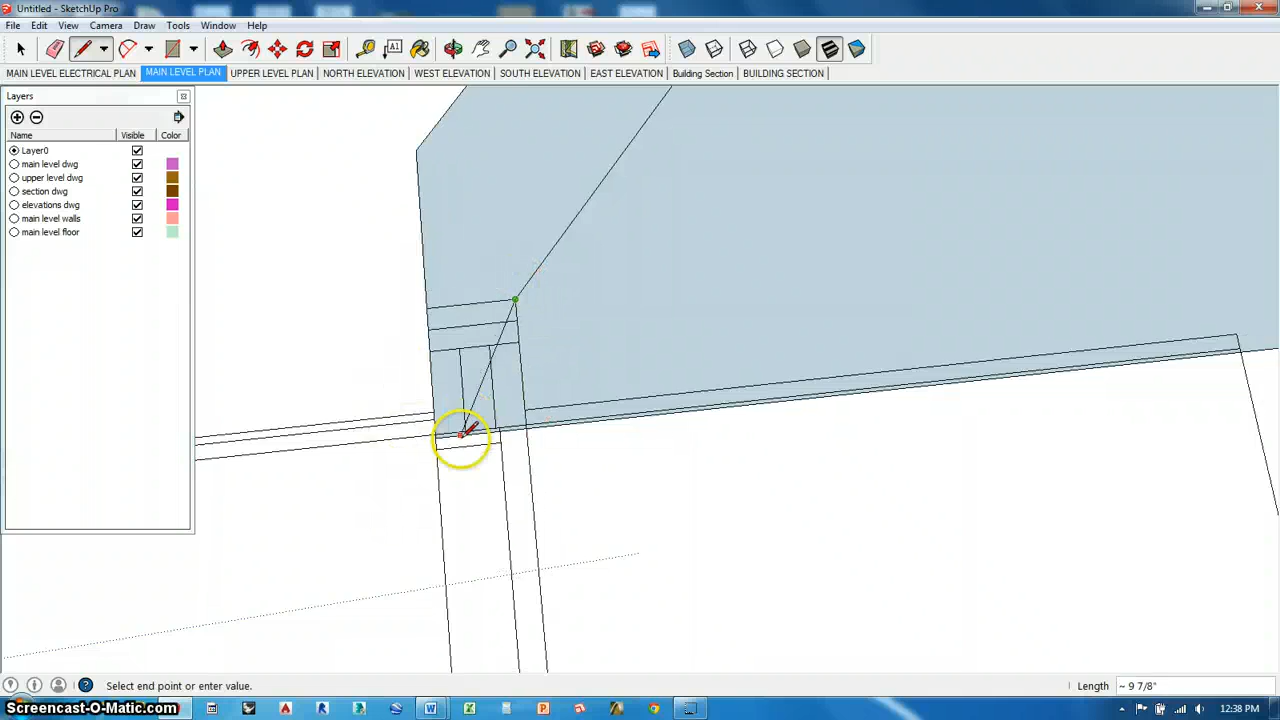 Untitled - SketchUp Pro
File Edit View Camera Draw Tools Window Help
MAIN LEVEL ELECTRICAL PLAN MAIN LEVEL PLAN UPPER LEVEL PLAN NORTH ELEVATION WEST ELEVATION SOUTH ELEVATION EAST ELEVATION Building Section BUILDING SECTION
Layers
Name Visible Color
Layer0
main level dwg
upper level dwg
section dwg
elevations dwg
main level walls
main level floor
Select end point or enter value. Length ~ 9 7/8"
Screencast-O-Matic.com 12:38 PM